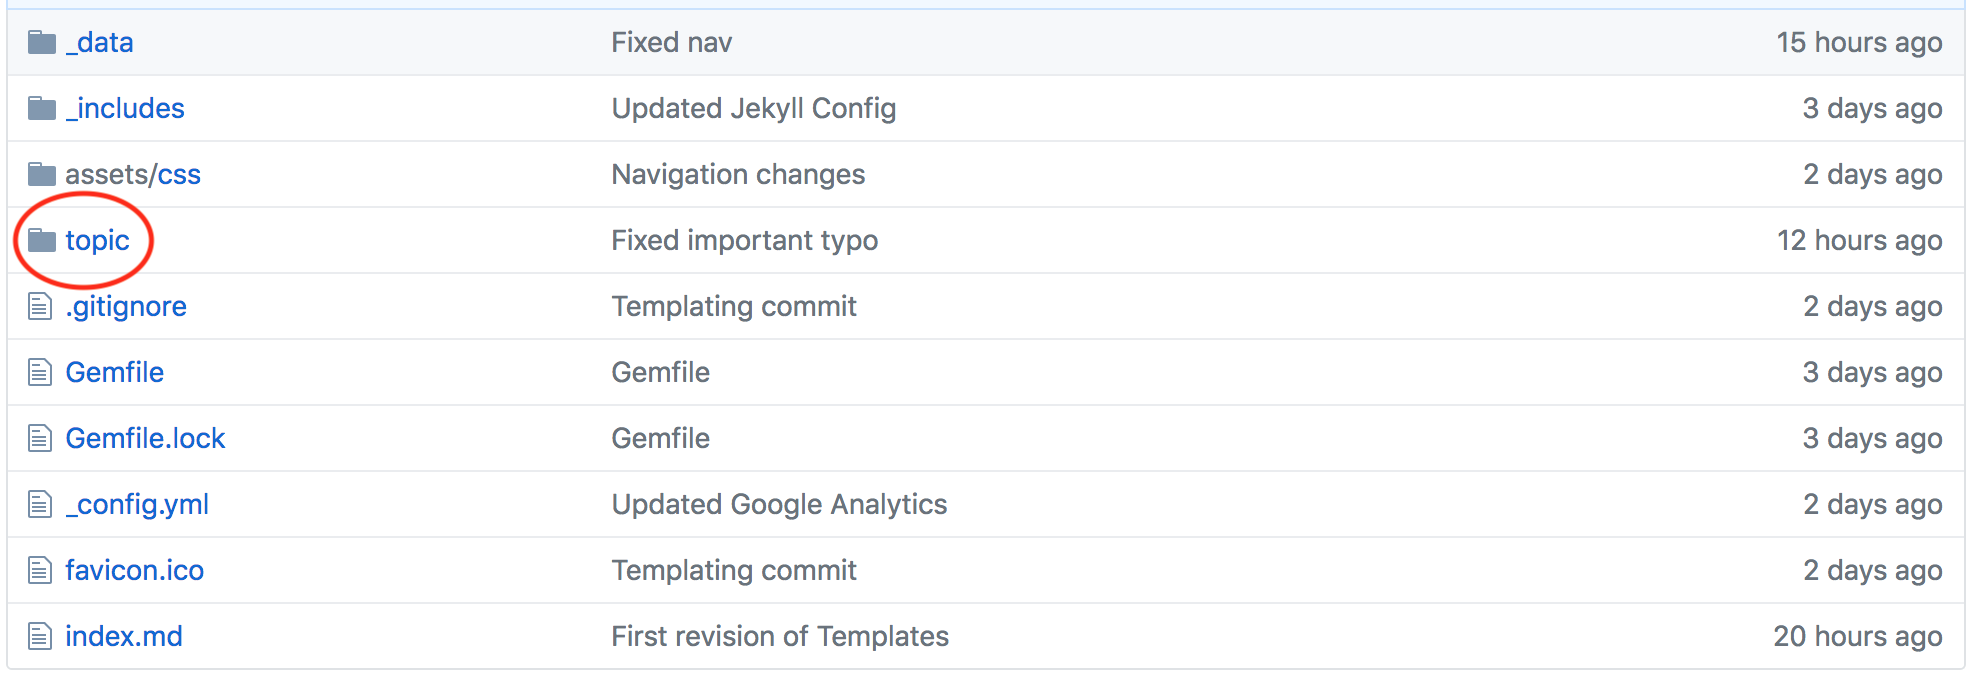 _data Fixed nav 15 hours ago
_includes Updated Jekyll Config 3 days ago
assets/css Navigation changes 2 days ago
topic Fixed important typo 12 hours ago
.gitignore Templating commit 2 days ago
Gemfile Gemfile 3 days ago
Gemfile.lock Gemfile 3 days ago
_config.yml Updated Google Analytics 2 days ago
favicon.ico Templating commit 2 days ago
index.md First revision of Templates 20 hours ago